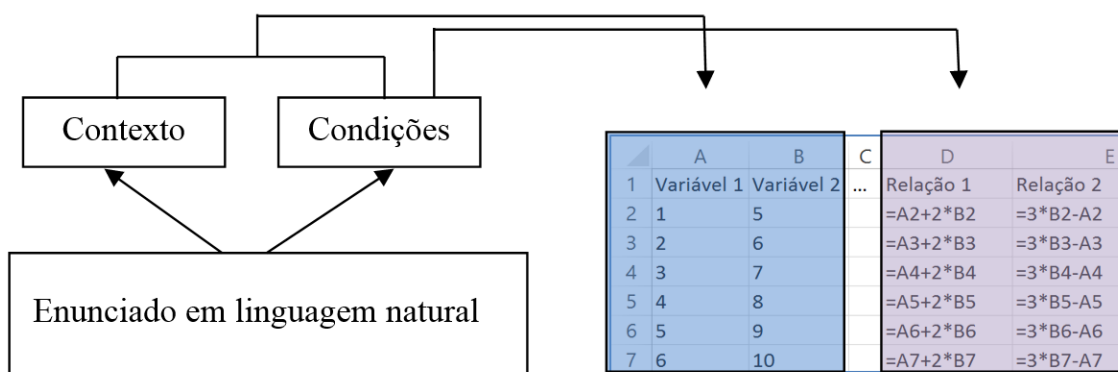 Contexto
Condições
Enunciado em linguagem natural
A B C D E
1 Variável 1 Variável 2 ... Relação 1 Relação 2
2 1 5 =A2+2*B2 =3*B2-A2
3 2 6 =A3+2*B3 =3*B3-A3
4 3 7 =A4+2*B4 =3*B4-A4
5 4 8 =A5+2*B5 =3*B5-A5
6 5 9 =A6+2*B6 =3*B6-A6
7 6 10 =A7+2*B7 =3*B7-A7